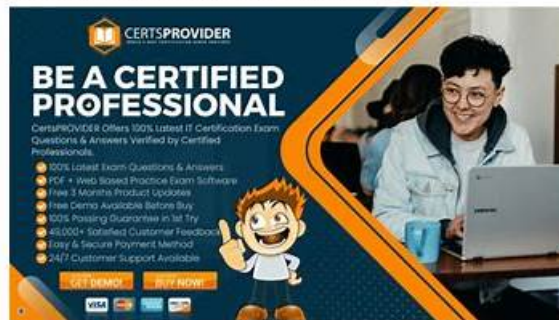 CERTSPROVIDER
BE A CERTIFIED
PROFESSIONAL
CertsPROVIDER Offers 100% Latest IT Certification Exam
Questions & Answers Verified by Certified
Professionals.
100% Latest Exam Questions & Answers
PDF + Web Based Practice Exam Software
Free 3 Months Product Updates
Free Demo Available Before Buy
100% Passing Guarantee in 1st Try
49,000+ Satisfied Customer Feedback
Easy & Secure Payment Method
24/7 Customer Support Available
GET DEMO!
BUY NOW!
VISA
SAMSUNG